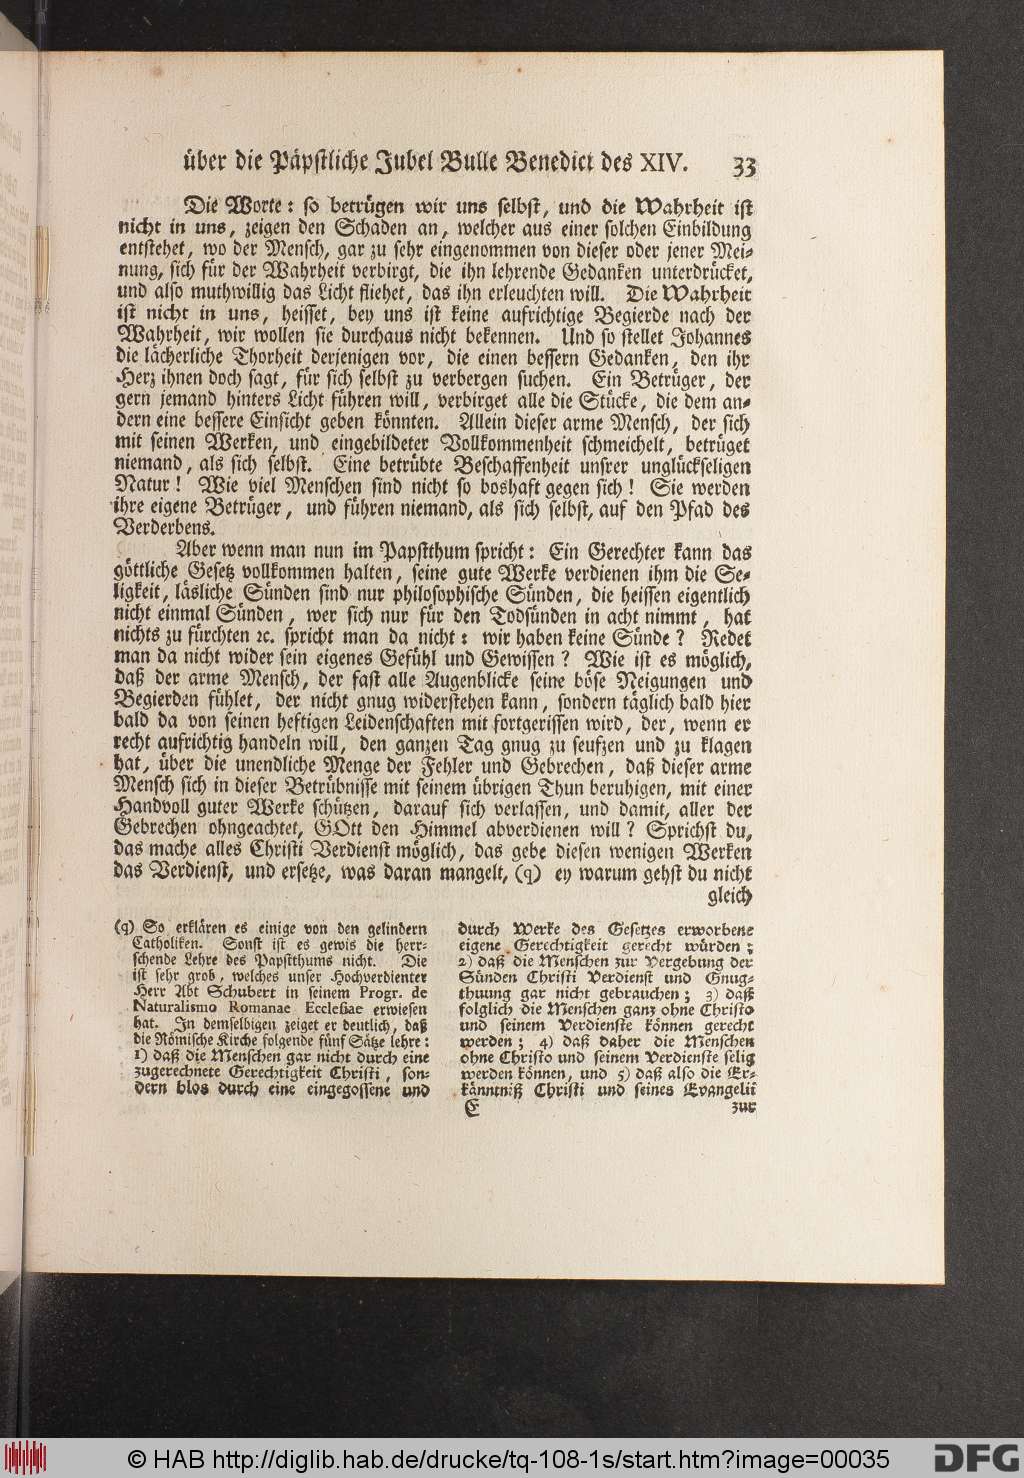 über die Päpstliche Jubel Bulle Benedict des XIV. 33
Die Worte: so betrügen wir uns selbst, und die Wahrheit ist
nicht in uns, zeigen den Schaden an, welcher aus einer solchen Einbildung
entstehet, wo der Mensch, gar zu sehr eingenommen von dieser oder jener Mei-
nung, sich für der Wahrheit verbirgt, die ihn lehrende Gedanken unterdrücket,
und also muthwillig das Licht fliehet, das ihn erleuchten will. Die Wahrheit
ist nicht in uns, heisset, bey uns ist keine aufrichtige Begierde nach der
Wahrheit, wir wollen sie durchaus nicht bekennen. Und so stellet Johannes
die lächerliche Thorheit derjenigen vor, die einen bessern Gedanken, den ihr
Herz ihnen doch sagt, für sich selbst zu verbergen suchen. Ein Betrüger, der
gern jemand hinters Licht führen will, verbirget alle die Stücke, die dem an-
dern eine bessere Einsicht geben könnten. Allein dieser arme Mensch, der sich
mit seinen Werken, und eingebildeter Vollkommenheit schmeichelt, betrüget
niemand, als sich selbst. Eine betrübte Beschaffenheit unsrer unglückseligen
Natur! Wie viel Menschen sind nicht so boshaft gegen sich! Sie werden
ihre eigene Betrüger, und führen niemand, als sich selbst, auf den Pfad des
Verderbens.
Aber wenn man nun im Papstthum spricht: Ein Gerechter kann das
göttliche Gesetz vollkommen halten, seine gute Werke verdienen ihm die Se-
ligkeit, läsliche Sünden sind nur philosophische Sünden, die heissen eigentlich
nicht einmal Sünden, wer sich nur für den Todsünden in acht nimmt, hat
nichts zu fürchten ꝛc. spricht man da nicht: wir haben keine Sünde? Redet
man da nicht wider sein eigenes Gefühl und Gewissen? Wie ist es möglich,
daß der arme Mensch, der fast alle Augenblicke seine böse Neigungen und
Begierden fühlet, der nicht gnug widerstehen kann, sondern täglich bald hier
bald da von seinen heftigen Leidenschaften mit fortgerissen wird, der, wenn er
recht aufrichtig handeln will, den ganzen Tag gnug zu seufzen und zu klagen
hat, über die unendliche Menge der Fehler und Gebrechen, daß dieser arme
Mensch sich in dieser Betrübnisse mit seinem übrigen Thun beruhigen, mit einer
Handvoll guter Werke schützen, darauf sich verlassen, und damit, aller der
Gebrechen ohngeachtet, GOtt den Himmel abverdienen will? Sprichst du,
das mache alles Christi Verdienst möglich, das gebe diesen wenigen Werken
das Verdienst, und ersetze, was daran mangelt, (q) ey warum gehst du nicht
gleich
(q) So erklären es einige von den gelindern
Catholiken. Sonst ist es gewis die herr-
schende Lehre des Papstthums nicht. Die
ist sehr grob, welches unser Hochverdienter
Herr Abt Schubert in seinem Progr. de
Naturalismo Romanae Ecclesiae erwiesen
hat. In demselbigen zeiget er deutlich, daß
die Römische Kirche folgende fünf Sätze lehre:
1) daß die Menschen gar nicht durch eine
zugerechnete Gerechtigkeit Christi, son-
dern blos durch eine eingegossene und
durch Werke des Gesetzes erworbene
eigene Gerechtigkeit gerecht würden;
2) daß die Menschen zur Vergebung der
Sünden Christi Verdienst und Gnug-
thuung gar nicht gebrauchen; 3) daß
folglich die Menschen ganz ohne Christo
und seinem Verdienste können gerecht
werden; 4) daß daher die Menschen
ohne Christo und seinem Verdienste selig
werden können, und 5) daß also die Er-
känntniß Christi und seines Evangelii
E zur
© HAB http://diglib.hab.de/drucke/tq-108-1s/start.htm?image=00035
DFG